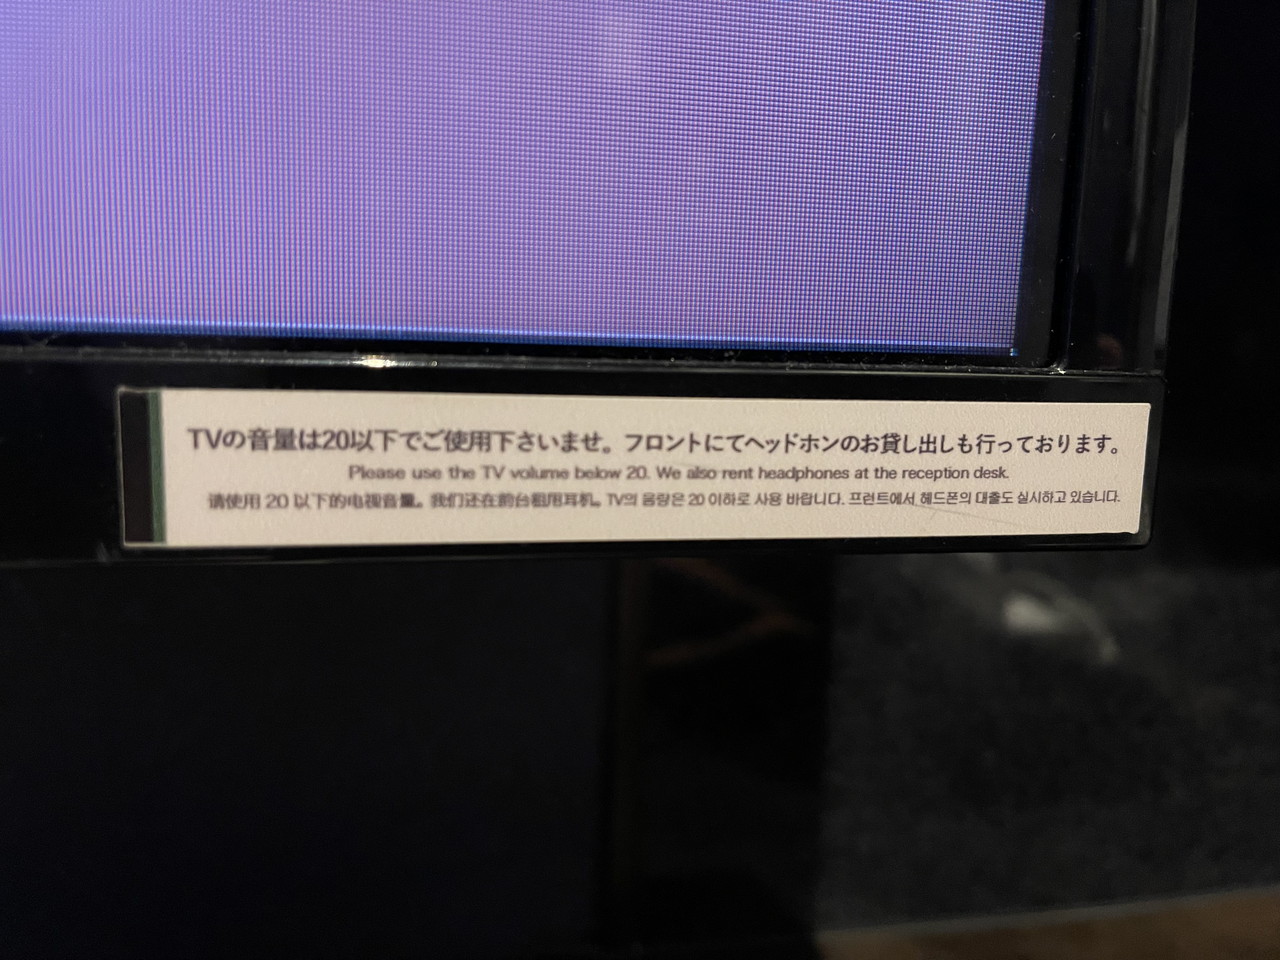 TVの音量は20以下でご使用下さいませ。フロントにてヘッドホンのお貸し出しも行っております。
Please use the TV volume below 20. We also rent headphones at the reception desk.
请使用 20 以下的电视音量。我们还在前台租用耳机。 TV의 음량은 20 이하로 사용 바랍니다. 프런트에서 헤드폰의 대출도 실시하고 있습니다.